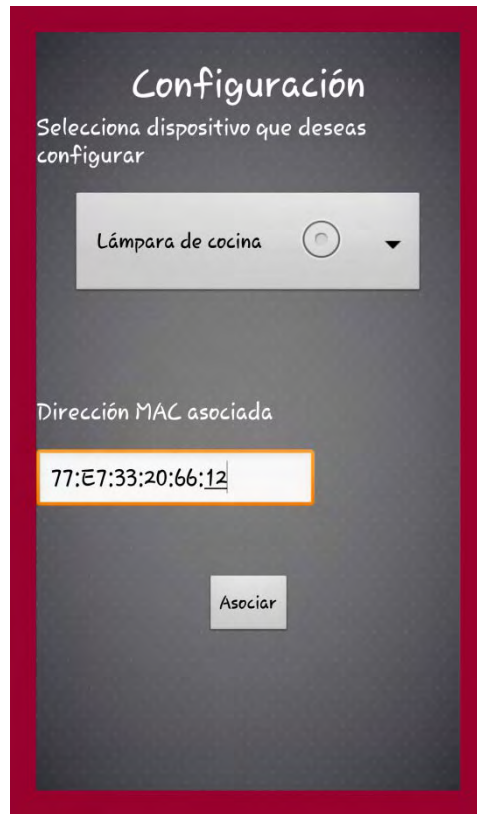 Configuración
Selecciona dispositivo que deseas
configurar
Lámpara de cocina
Dirección MAC asociada
77:E7:33:20:66:12
Asociar